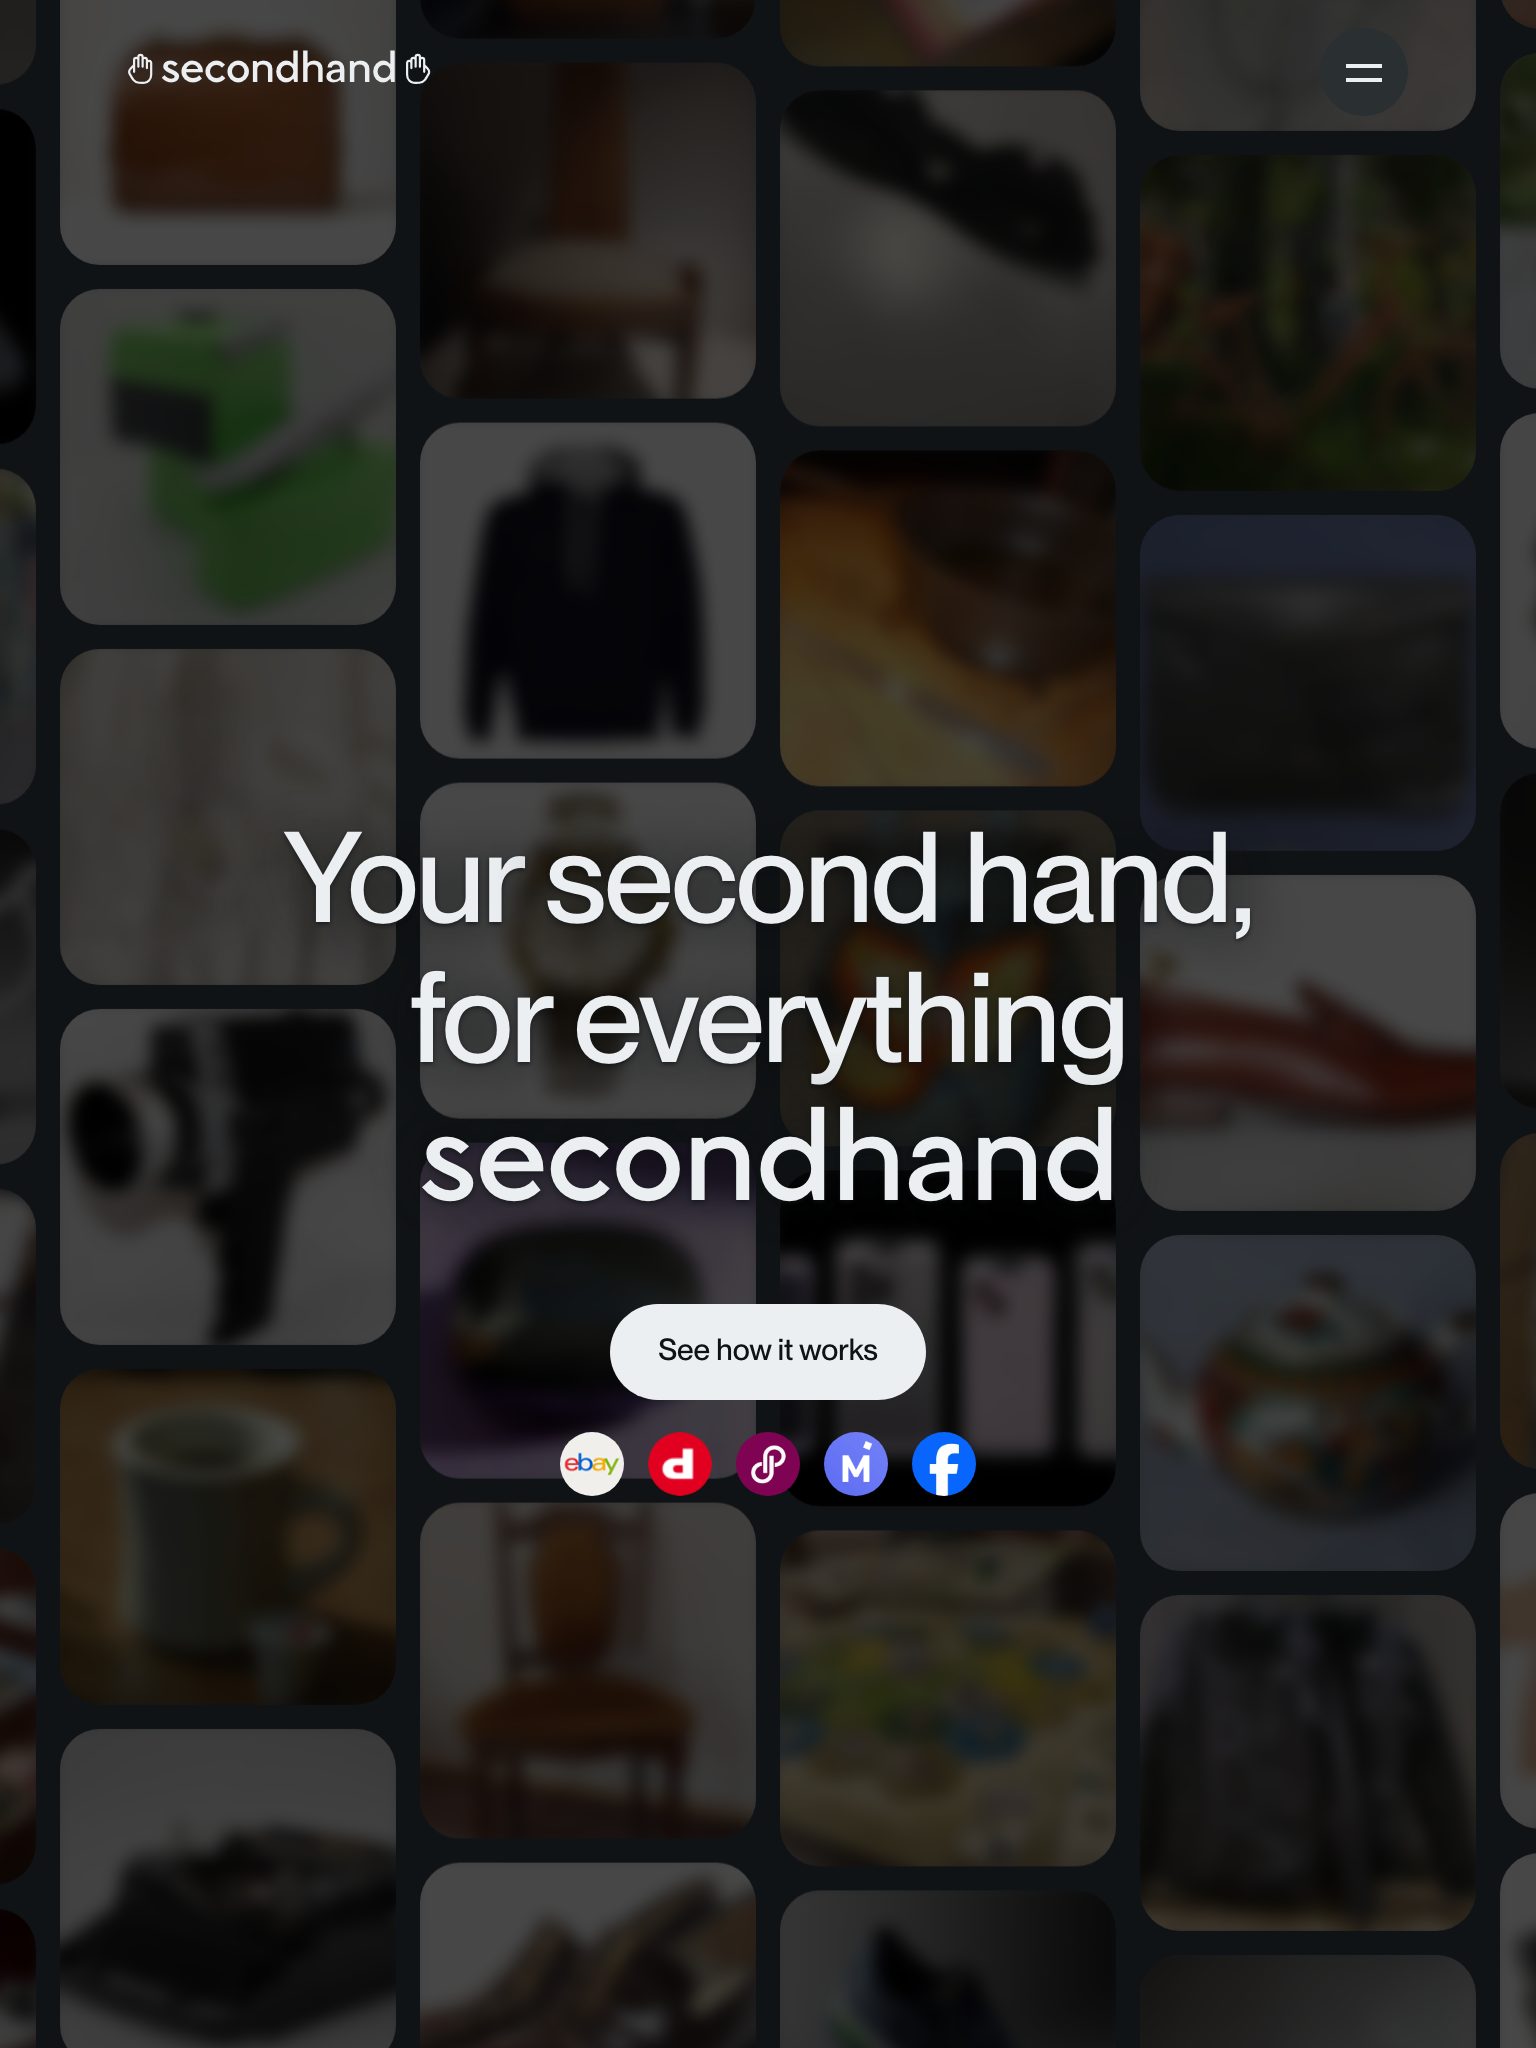 secondhand
Your second hand,
for everything
secondhand
See how it works
ebay